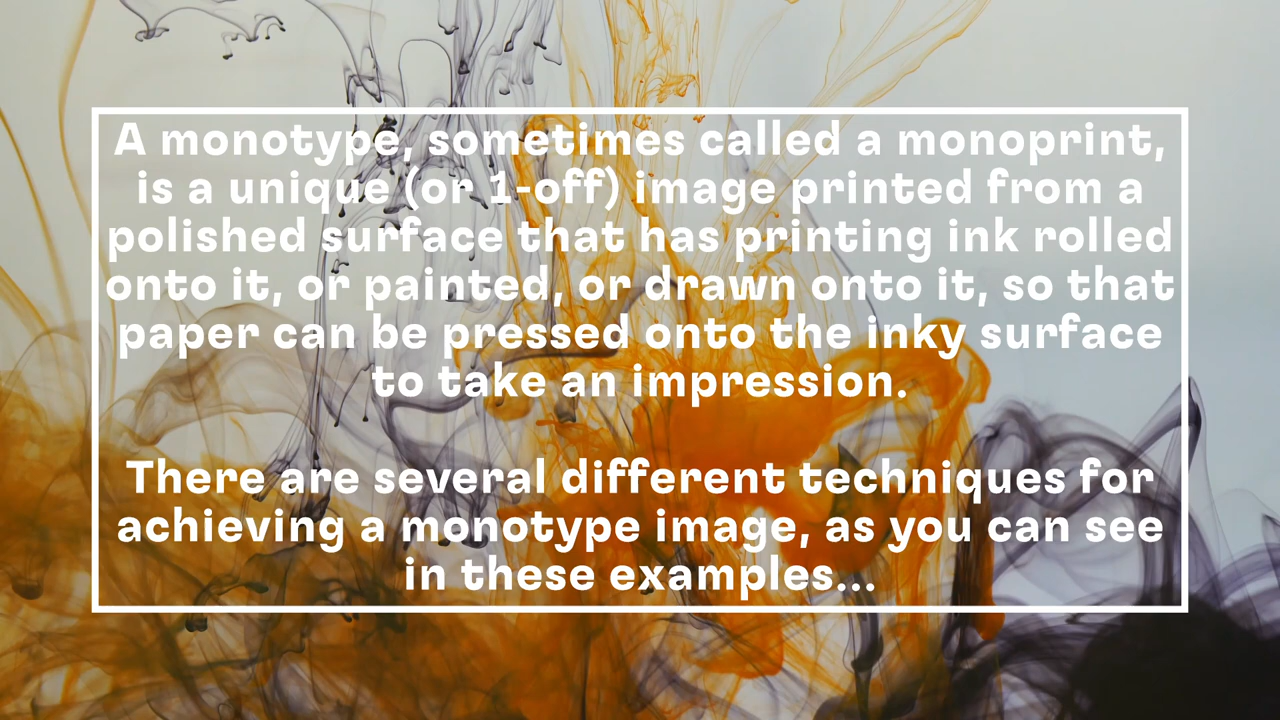 A monotype, sometimes called a monoprint,
is a unique (or 1-off) image printed from a
polished surface that has printing ink rolled
onto it, or painted, or drawn onto it, so that
paper can be pressed onto the inky surface
to take an impression.
There are several different techniques for
achieving a monotype image, as you can see
in these examples...